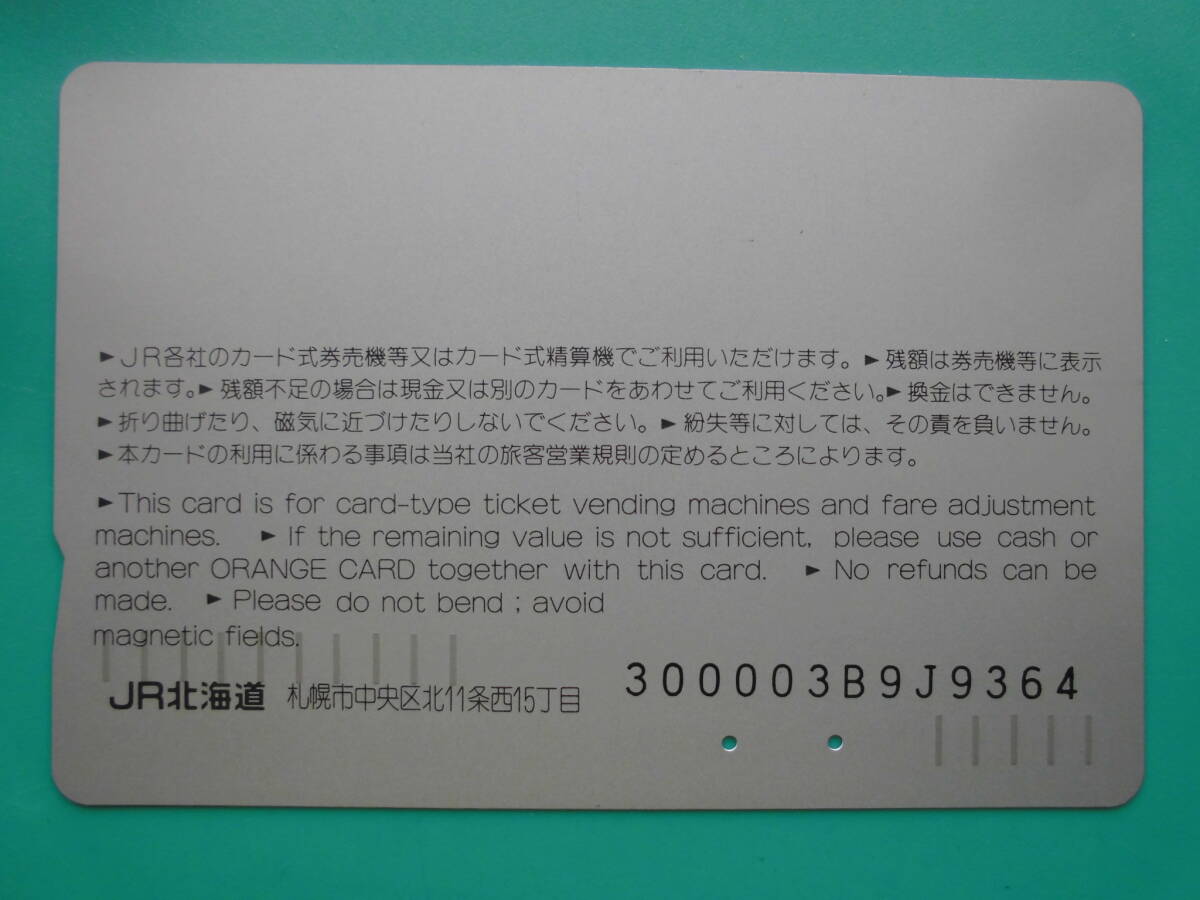 ►JR各社のカード式券売機等又はカード式精算機でご利用いただけます。►残額は券売機等に表示
されます。►残額不足の場合は現金又は別のカードをあわせてご利用ください。►換金はできません。
►折り曲げたり、磁気に近づけたりしないでください。►紛失等に対しては、その責を負いません。
►本カードの利用に係わる事項は当社の旅客営業規則の定めるところによります。
►This card is for card-type ticket vending machines and fare adjustment
machines. ►If the remaining value is not sufficient, please use cash or
another ORANGE CARD together with this card. ►No refunds can be
made. ►Please do not bend ; avoid
magnetic fields.
300003B9J9364
JR北海道 札幌市中央区北11条西15丁目